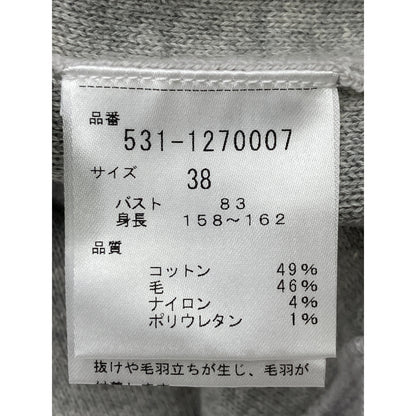 品番
531-1270007
サイズ
38
バスト 83
身長 158～162
品質
コットン 49%
毛 46%
ナイロン 4%
ポリウレタン 1%
抜けや毛羽立ちが生じ、毛羽が